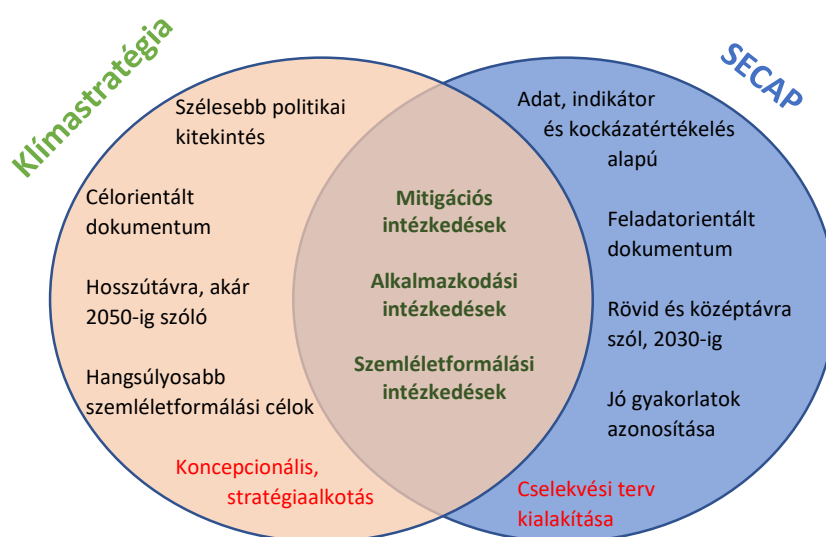 Klímastratégia
SECAP
Szélesebb politikai
kitekintés
Célorientált
dokumentum
Hosszútávra, akár
2050-ig szóló
Hangsúlyosabb
szemléletformálási célok
Koncepcionális,
stratégiaalkotás
Mitigációs
intézkedések
Alkalmazkodási
intézkedések
Szemléletformálási
intézkedések
Adat, indikátor
és kockázatértékelés
alapú
Feladatorientált
dokumentum
Rövid és középtávra
szól, 2030-ig
Jó gyakorlatok
azonosítása
Cselekvési terv
kialakítása